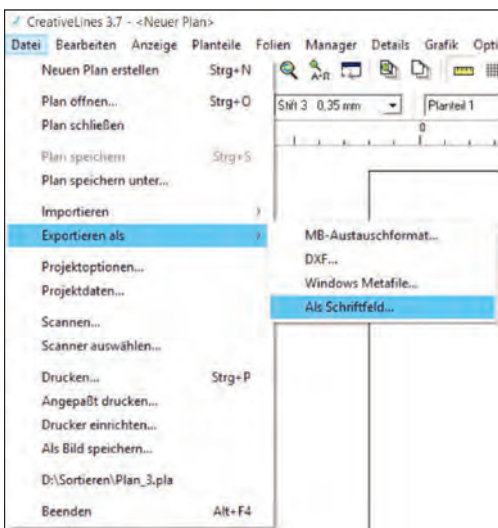 CreativeLines 3.7 - <Neuer Plan>
Datei Bearbeiten Anzeige Planteile Folien Manager Details Grafik Opti
Neuen Plan erstellen Strg+N
Plan öffnen... Strg+O
Stift 3 0,35 mm Planteil 1
Plan schließen
0
Plan speichern Strg+S
Plan speichern unter...
Importieren
Exportieren als
MB-Austauschformat...
DXF...
Windows Metafile...
Als Schriftfeld...
Projektoptionen...
Projektdaten...
Scannen...
Scanner auswählen...
Drucken... Strg+P
Angepaßt drucken...
Drucker einrichten...
Als Bild speichern...
D:\Sortieren\Plan_3.pla
Beenden Alt+F4